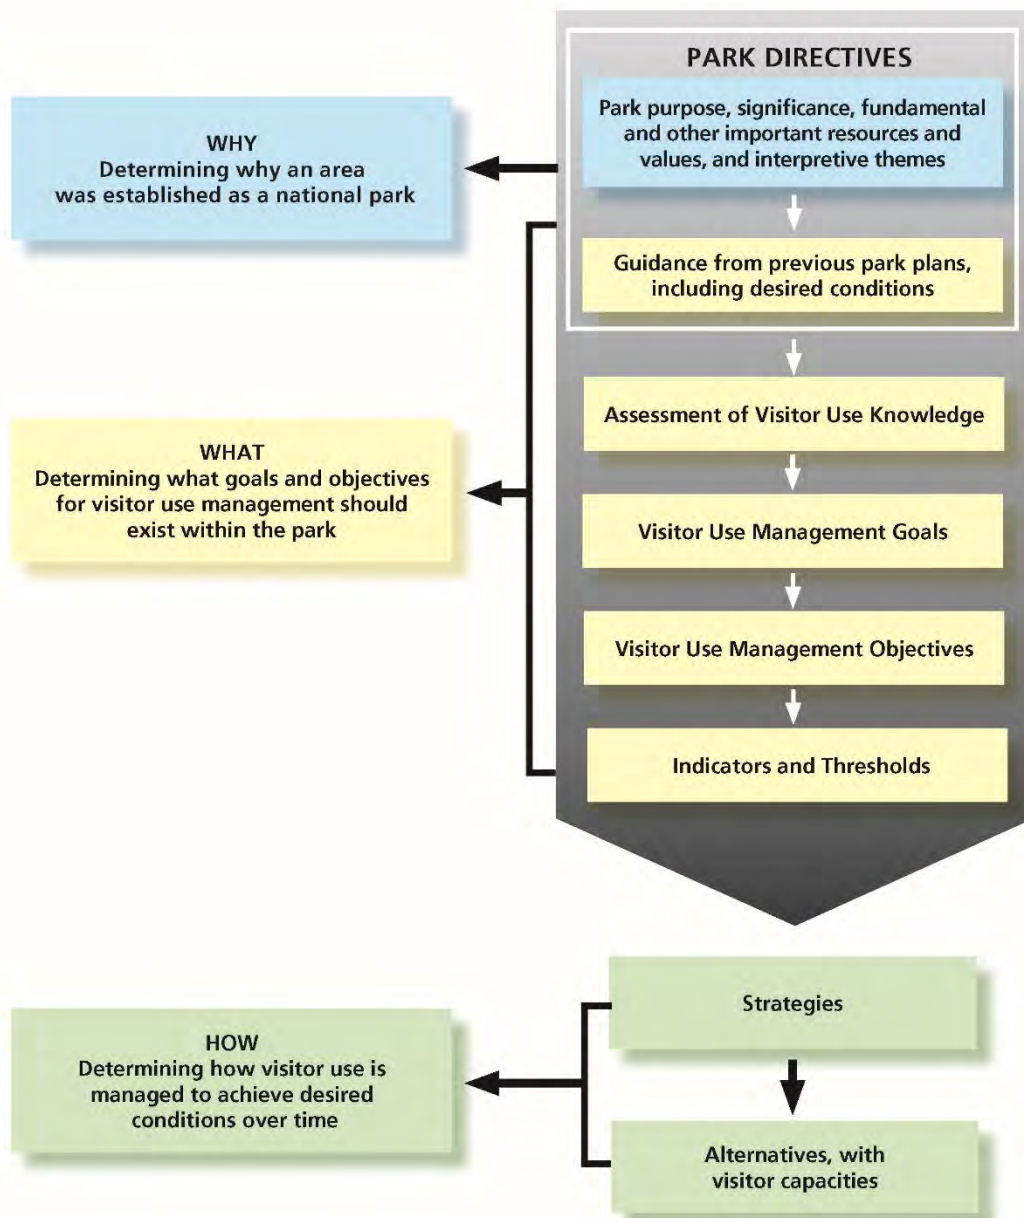 PARK DIRECTIVES
Park purpose, significance, fundamental
and other important resources and
values, and interpretive themes
WHY
Determining why an area
was established as a national park
Guidance from previous park plans,
including desired conditions
Assessment of Visitor Use Knowledge
WHAT
Determining what goals and objectives
for visitor use management should
exist within the park
Visitor Use Management Goals
Visitor Use Management Objectives
Indicators and Thresholds
Strategies
HOW
Determining how visitor use is
managed to achieve desired
conditions over time
Alternatives, with
visitor capacities